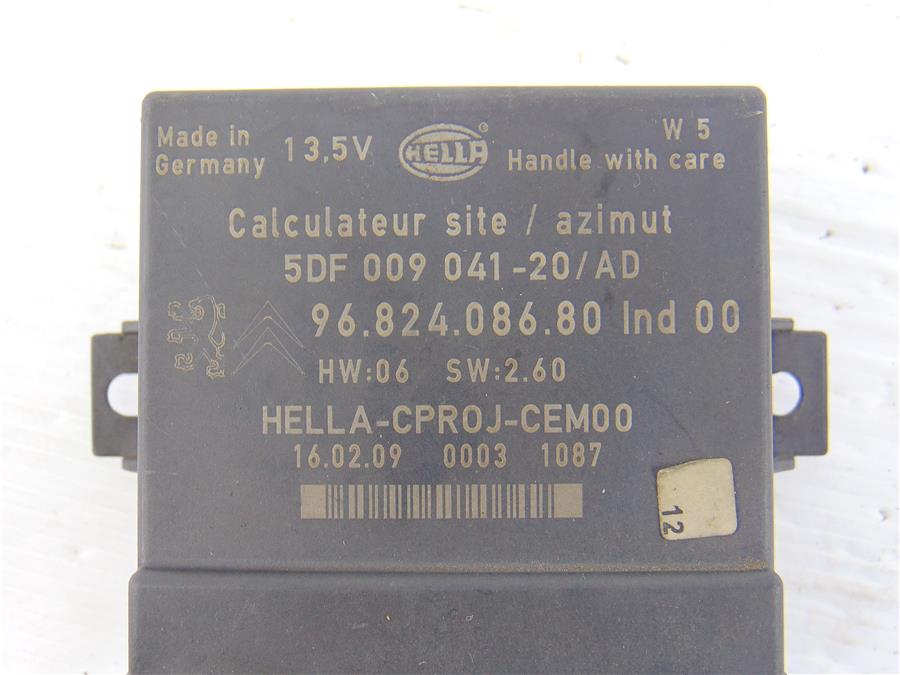 Made in
Germany
13,5V
HELLA
®
W 5
Handle with care
Calculateur site / azimut
5DF 009 041-20/AD
96.824.086.80 Ind 00
HW:06 SW:2.60
HELLA-CPROJ-CEM00
16.02.09 0003 1087
12